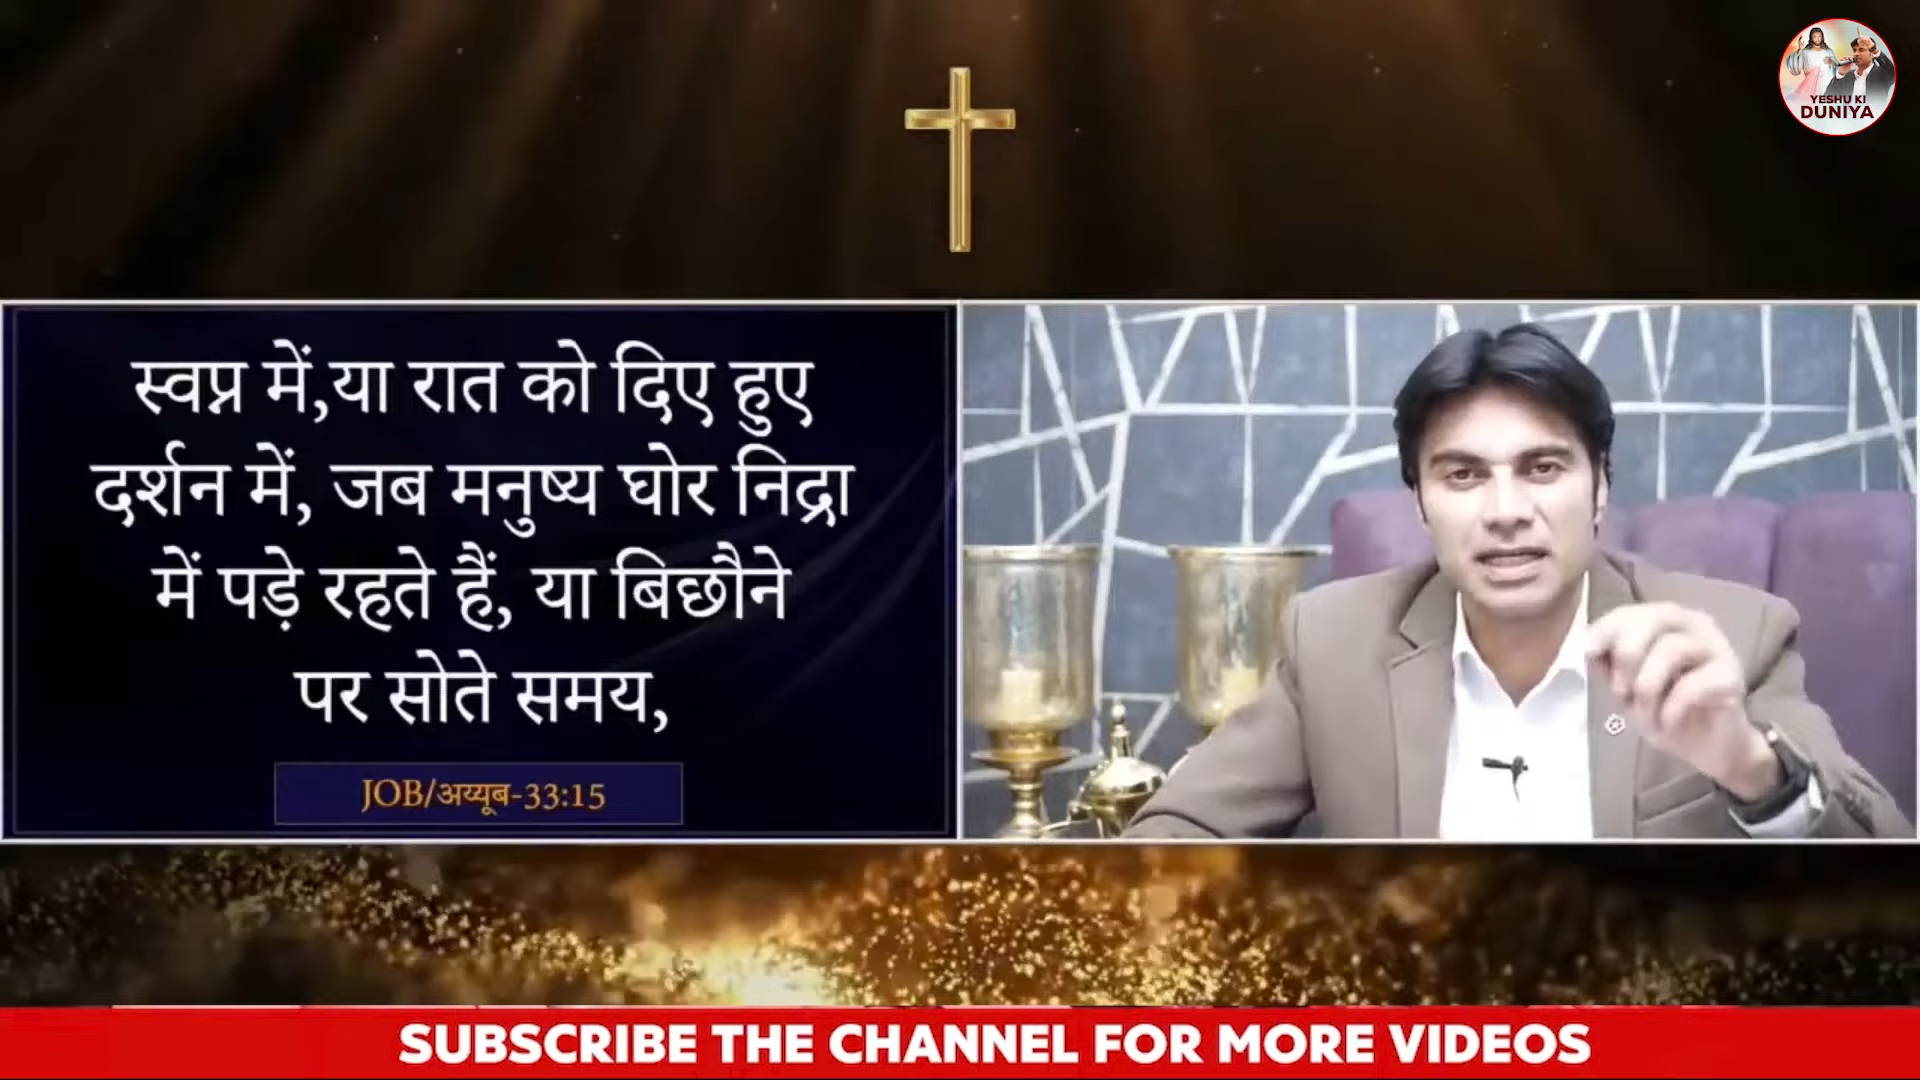 YESHU KI
DUNIYA
स्वप्न में,या रात को दिए हुए
दर्शन में, जब मनुष्य घोर निद्रा
में पड़े रहते हैं, या बिछौने
पर सोते समय,
JOB/अय्यूब-33:15
SUBSCRIBE THE CHANNEL FOR MORE VIDEOS